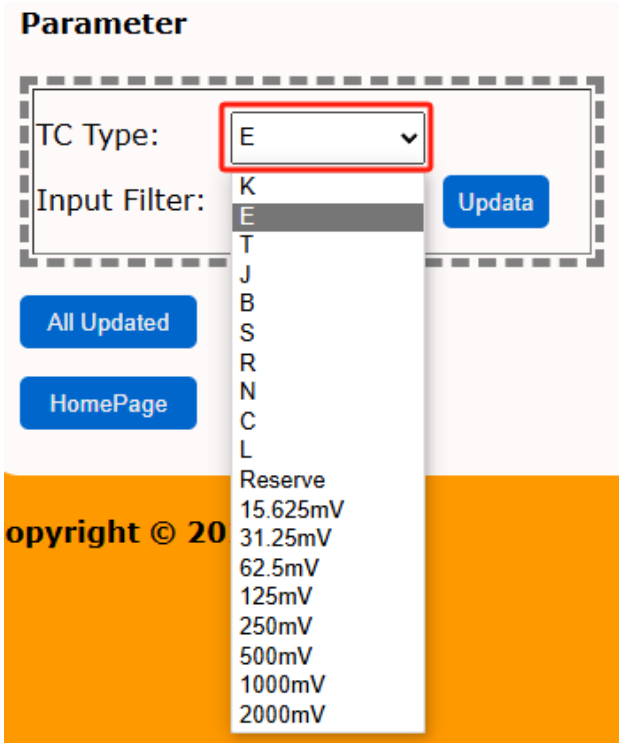 Parameter
TC Type:
E
Input Filter:
Updata
K
E
T
J
B
S
R
N
C
L
Reserve
15.625mV
31.25mV
62.5mV
125mV
250mV
500mV
1000mV
2000mV
All Updated
HomePage
opyright © 20